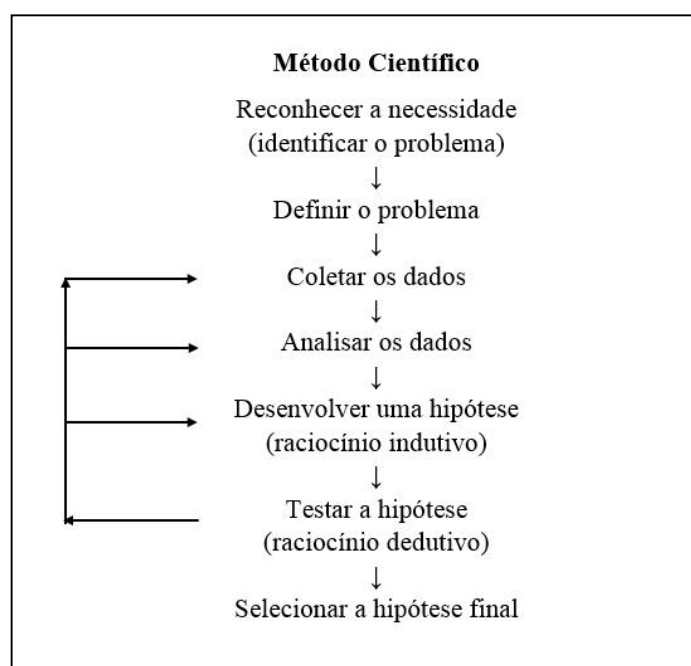 Método Científico
Reconhecer a necessidade
(identificar o problema)
↓
Definir o problema
↓
Coletar os dados
↓
Analisar os dados
↓
Desenvolver uma hipótese
(raciocínio indutivo)
↓
Testar a hipótese
(raciocínio dedutivo)
↓
Selecionar a hipótese final